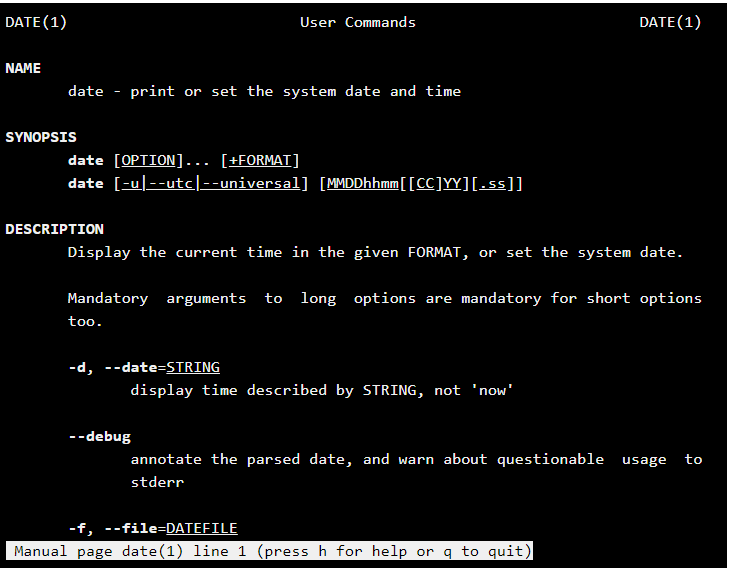 DATE(1) User Commands DATE(1)
NAME
date - print or set the system date and time
SYNOPSIS
date [OPTION]... [+FORMAT]
date [-u|--utc|--universal] [MMDDhhmm[[CC]YY][.ss]]
DESCRIPTION
Display the current time in the given FORMAT, or set the system date.
Mandatory arguments to long options are mandatory for short options
too.
-d, --date=STRING
display time described by STRING, not 'now'
--debug
annotate the parsed date, and warn about questionable usage to
stderr
-f, --file=DATEFILE
Manual page date(1) line 1 (press h for help or q to quit)